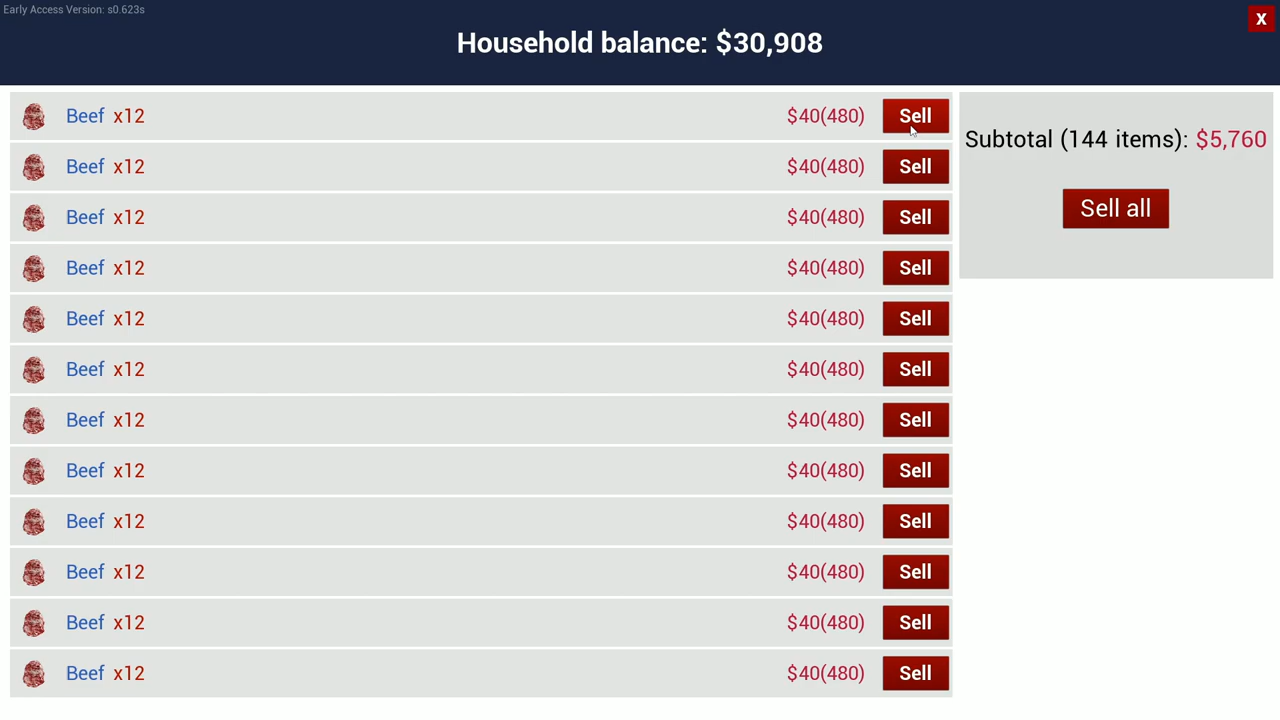 Early Access Version: s0.623s
X
Household balance: $30,908
Beef x12 $40(480) Sell
Subtotal (144 items): $5,760
Beef x12 $40(480) Sell
Sell all
Beef x12 $40(480) Sell
Beef x12 $40(480) Sell
Beef x12 $40(480) Sell
Beef x12 $40(480) Sell
Beef x12 $40(480) Sell
Beef x12 $40(480) Sell
Beef x12 $40(480) Sell
Beef x12 $40(480) Sell
Beef x12 $40(480) Sell
Beef x12 $40(480) Sell